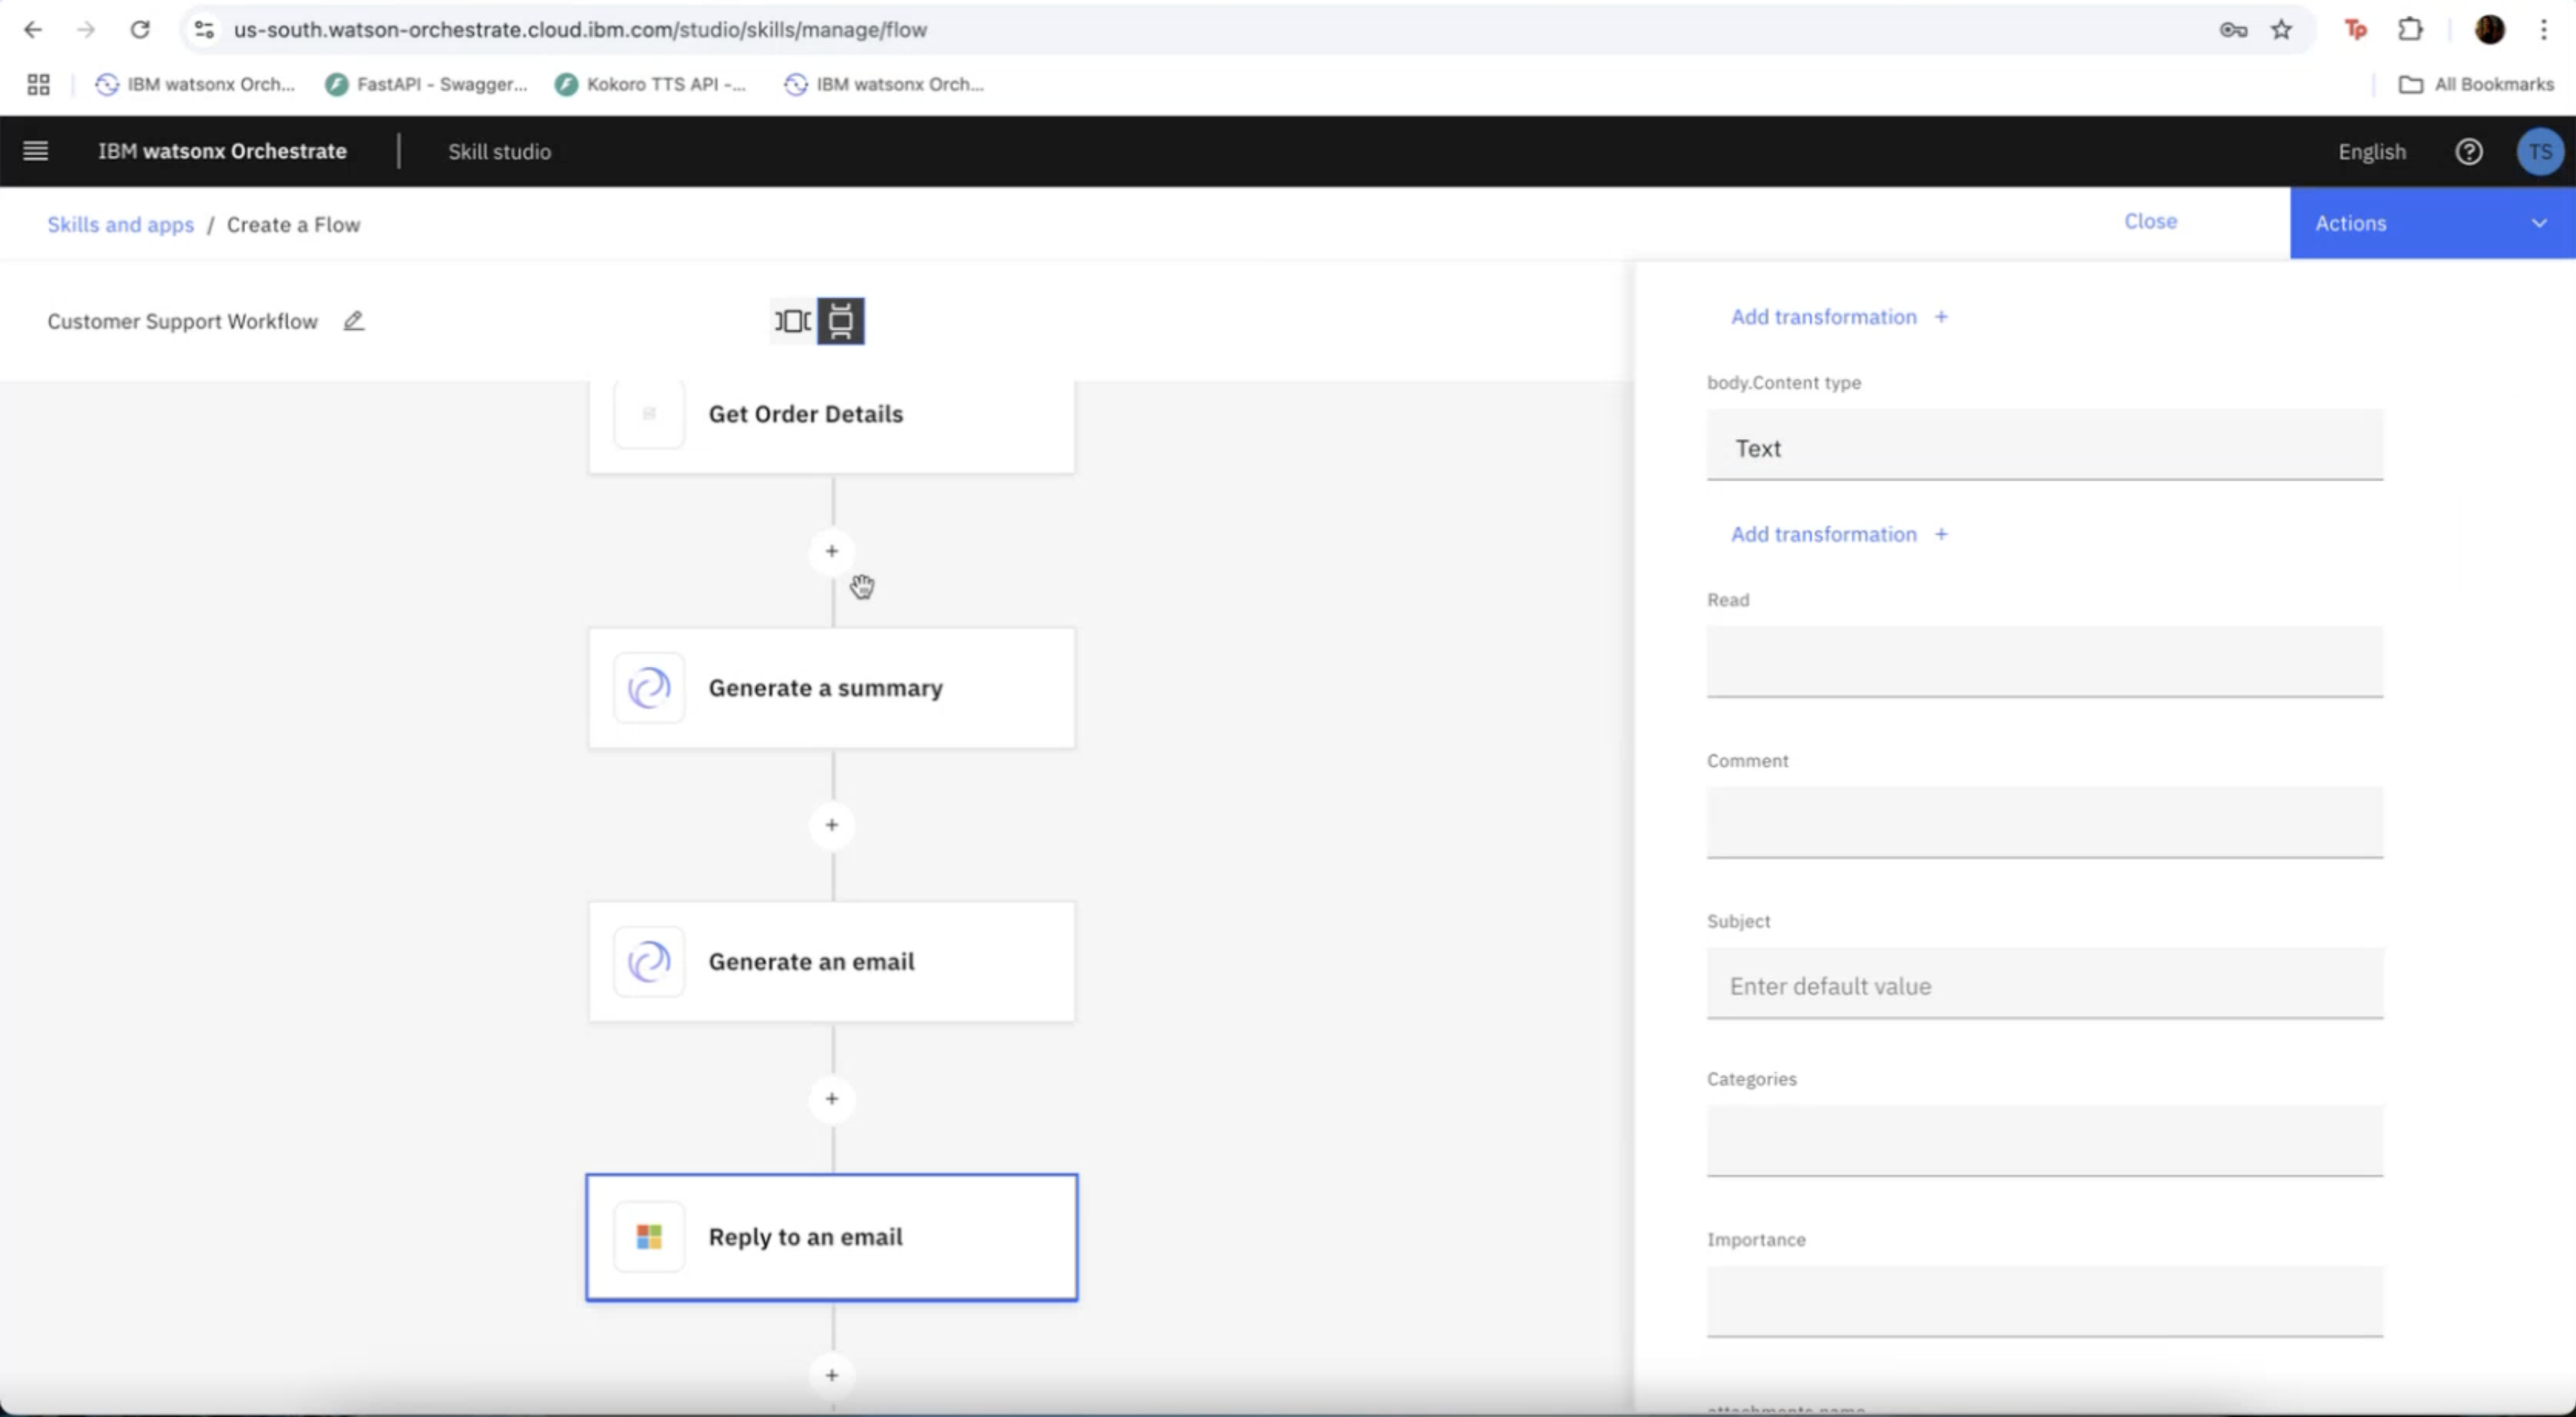 us-south.watson-orchestrate.cloud.ibm.com/studio/skills/manage/flow
Tp
IBM watsonx Orch...
FastAPI - Swagger...
Kokoro TTS API -...
IBM watsonx Orch...
All Bookmarks
IBM watsonx Orchestrate
Skill studio
English
TS
Skills and apps / Create a Flow
Close
Actions
Customer Support Workflow
Get Order Details
Generate a summary
Generate an email
Reply to an email
Add transformation +
body.Content type
Text
Add transformation +
Read
Comment
Subject
Enter default value
Categories
Importance
attachments.name